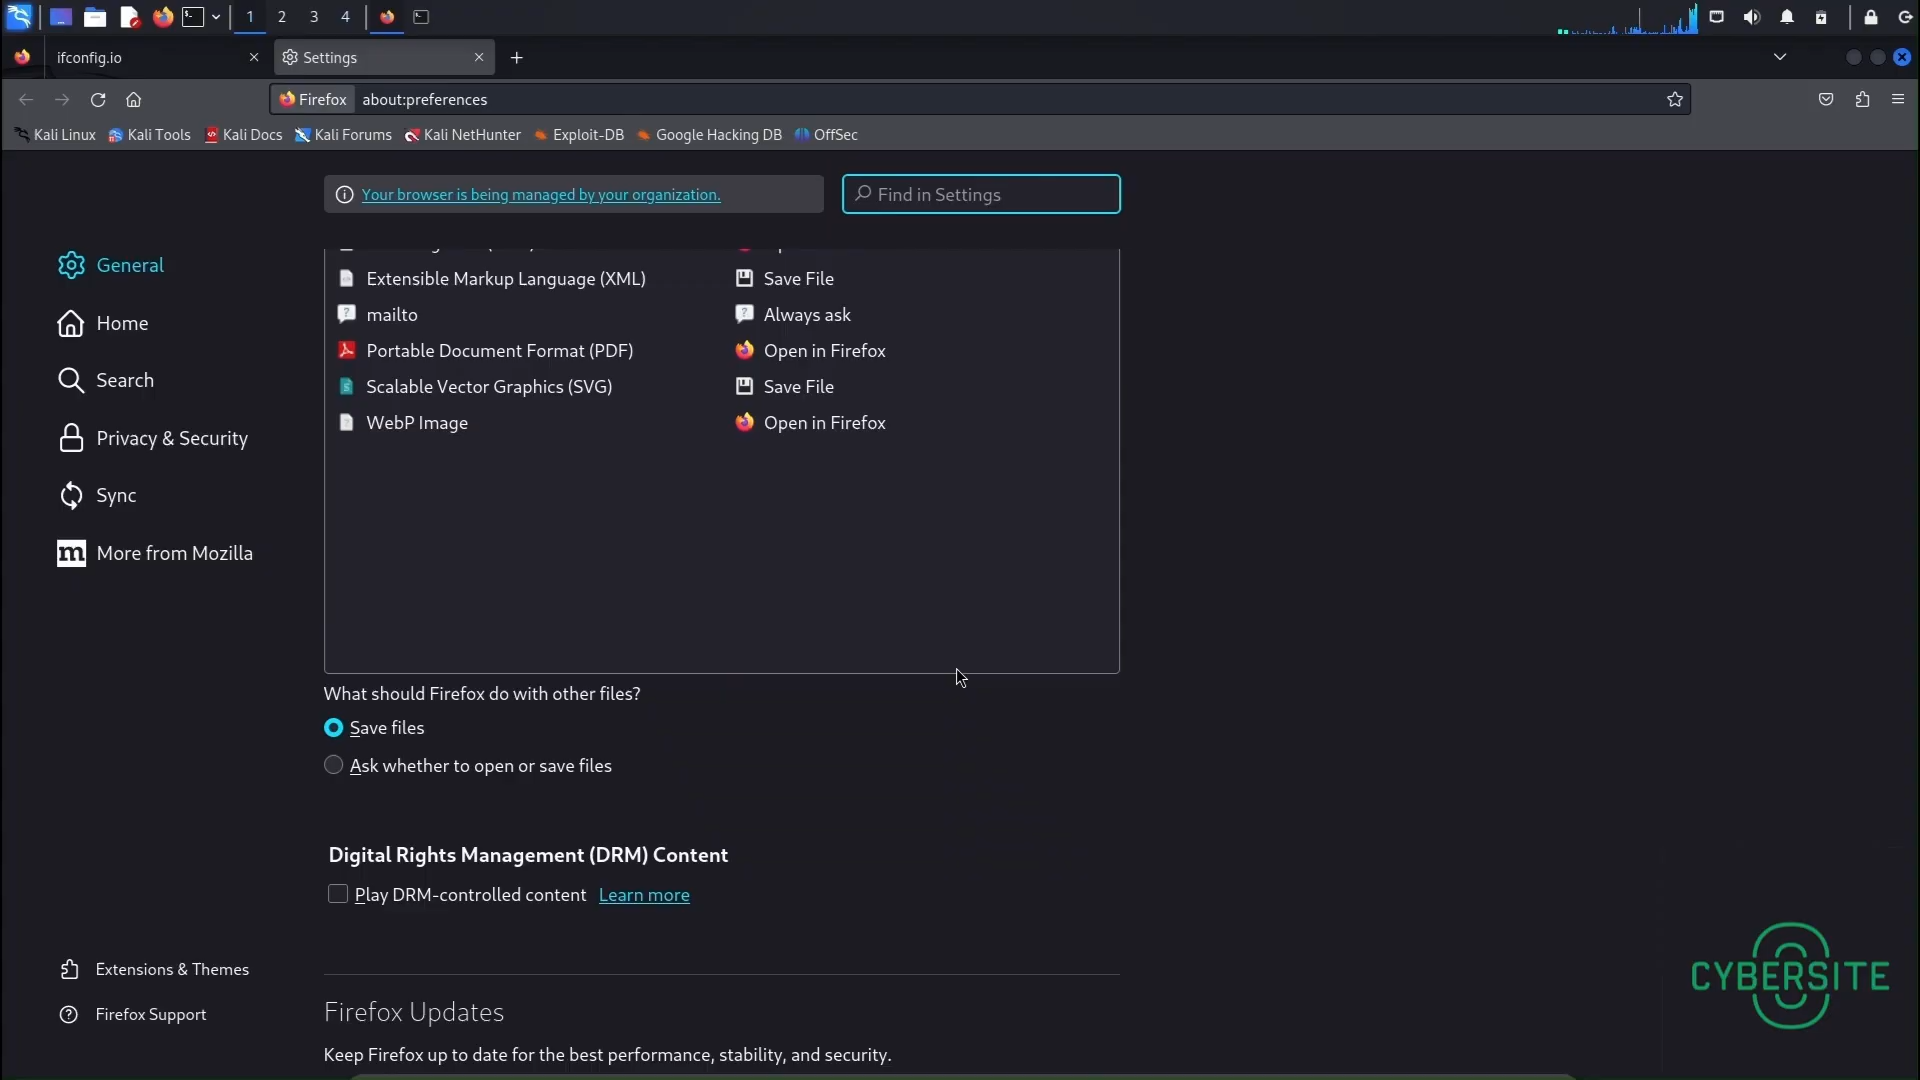 1 2 3 4
ifconfig.io
Settings
Firefox about:preferences
Kali Linux Kali Tools Kali Docs Kali Forums Kali NetHunter Exploit-DB Google Hacking DB OffSec
Your browser is being managed by your organization.
Find in Settings
General
Home
Search
Privacy & Security
Sync
More from Mozilla
Extensions & Themes
Firefox Support
Extensible Markup Language (XML) Save File
mailto Always ask
Portable Document Format (PDF) Open in Firefox
Scalable Vector Graphics (SVG) Save File
WebP Image Open in Firefox
What should Firefox do with other files?
Save files
Ask whether to open or save files
Digital Rights Management (DRM) Content
Play DRM-controlled content Learn more
Firefox Updates
Keep Firefox up to date for the best performance, stability, and security.
CYBERSITE